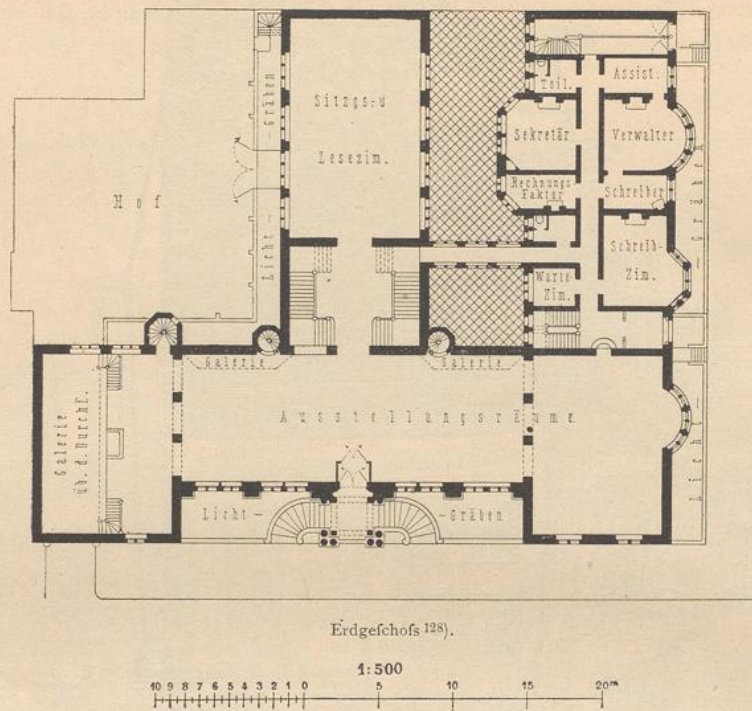 Sitzgs-u
Lesezim.
Toil.
Assist.
Sekretär
Verwalter
Rechnungs
Faktur
Schreiber
Hof
Licht-
-Gräben
Schreib-
Zim.
-Gräben
Warte-
Zim.
Galerie
Galerie
Ausstellungsräume
Galerie
üb. d. Durchf.
Licht-
-Gräben
Licht-
Erdgeſchoſs 128).
1:500
10 9 8 7 6 5 4 3 2 1 0 5 10 15 20m